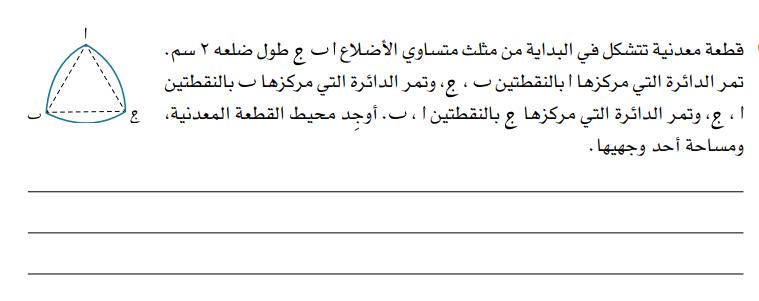 قطعة معدنية تتشكل في البداية من مثلث متساوي الأضلاع ا ب ج طول ضلعه ٢ سم.
تمر الدائرة التي مركزها ا بالنقطتين ب ، ج، وتمر الدائرة التي مركزها ب بالنقطتين
ا ، ج، وتمر الدائرة التي مركزها ج بالنقطتين ا ، ب. أوجِد محيط القطعة المعدنية،
ومساحة أحد وجهيها.
ا
ج
ب